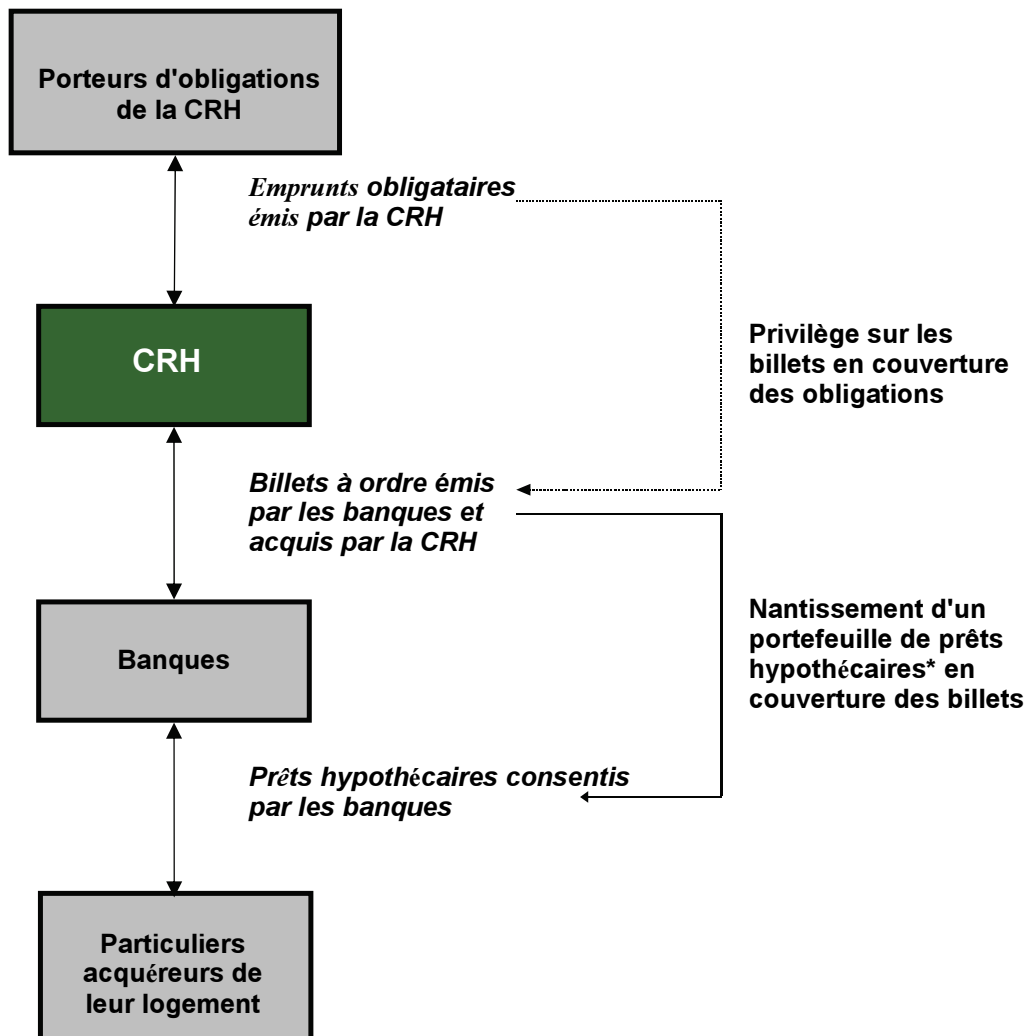 Porteurs d'obligations
de la CRH
Emprunts obligataires
émis par la CRH
CRH
Privilège sur les
billets en couverture
des obligations
Billets à ordre émis
par les banques et
acquis par la CRH
Banques
Nantissement d'un
portefeuille de prêts
hypothécaires* en
couverture des billets
Prêts hypothécaires consentis
par les banques
Particuliers
acquéreurs de
leur logement